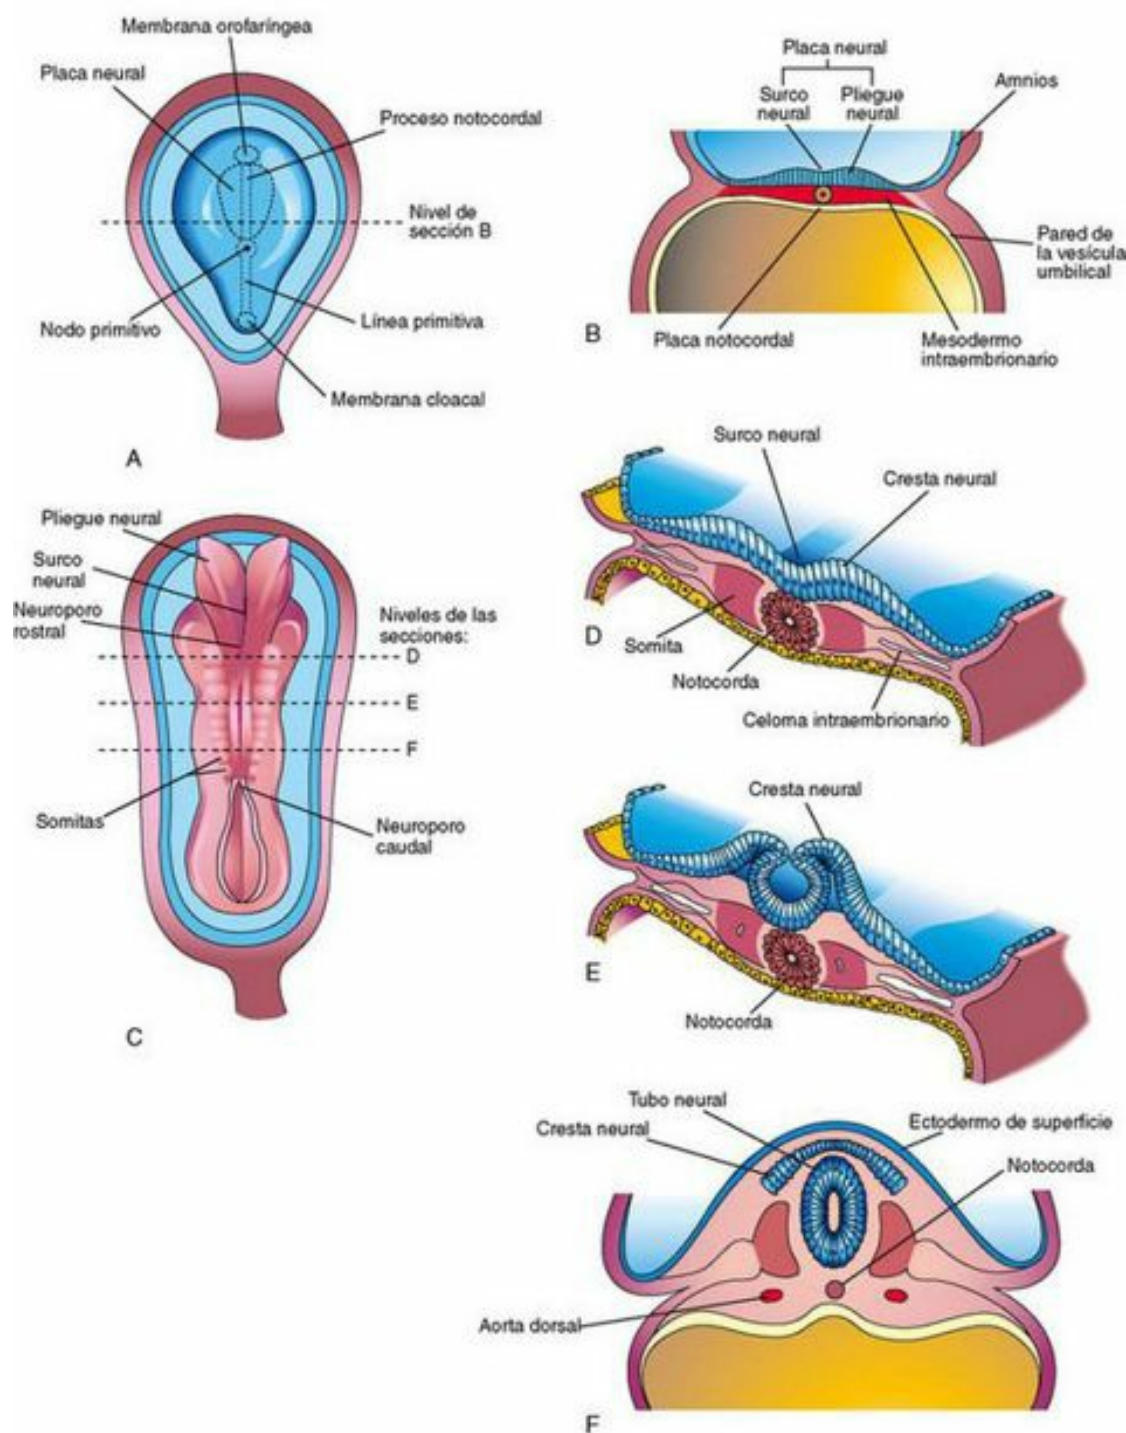 Membrana orofaríngea
Placa neural
Proceso notocordal
Nivel de
sección B
Nodo primitivo
Línea primitiva
Membrana cloacal
A
Placa neural
Surco
neural
Pliegue
neural
Amnios
Pared de
la vesícula
umbilical
B
Placa notocordal
Mesodermo
intraembrionario
Pliegue neural
Surco
neural
Neuroporo
rostral
Niveles de las
secciones:
D
E
F
Somitas
Neuroporo
caudal
C
Surco neural
Cresta neural
D
Somita
Notocorda
Celoma intraembrionario
Cresta neural
E
Notocorda
Tubo neural
Cresta neural
Ectodermo de superficie
Notocorda
Aorta dorsal
F